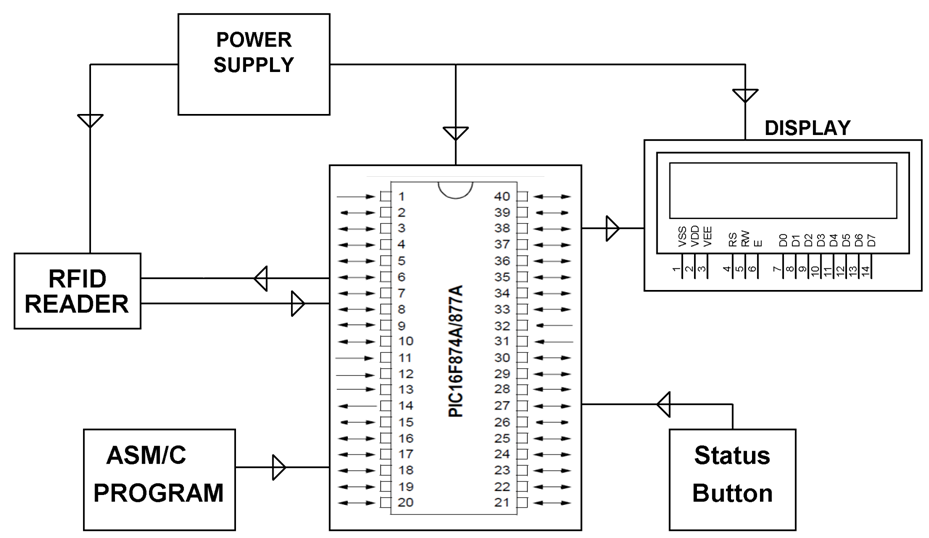 POWER
SUPPLY
DISPLAY
VSS
VDD
VEE
RS
RW
E
D0
D1
D2
D3
D4
D5
D6
D7
1
2
3
4
5
6
7
8
9
10
11
12
13
14
RFID
READER
PIC16F874A/877A
1 40
2 39
3 38
4 37
5 36
6 35
7 34
8 33
9 32
10 31
11 30
12 29
13 28
14 27
15 26
16 25
17 24
18 23
19 22
20 21
ASM/C
PROGRAM
Status
Button